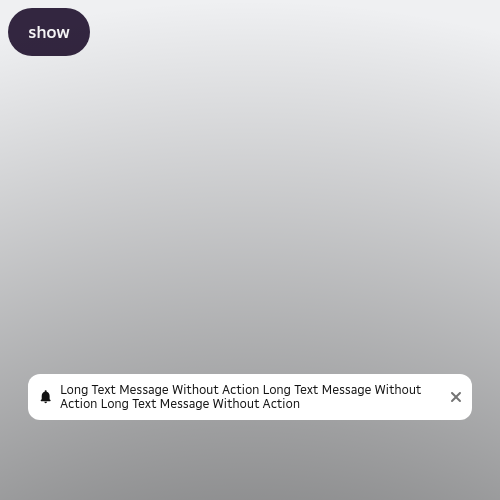 show
Long Text Message Without Action Long Text Message Without
Action Long Text Message Without Action